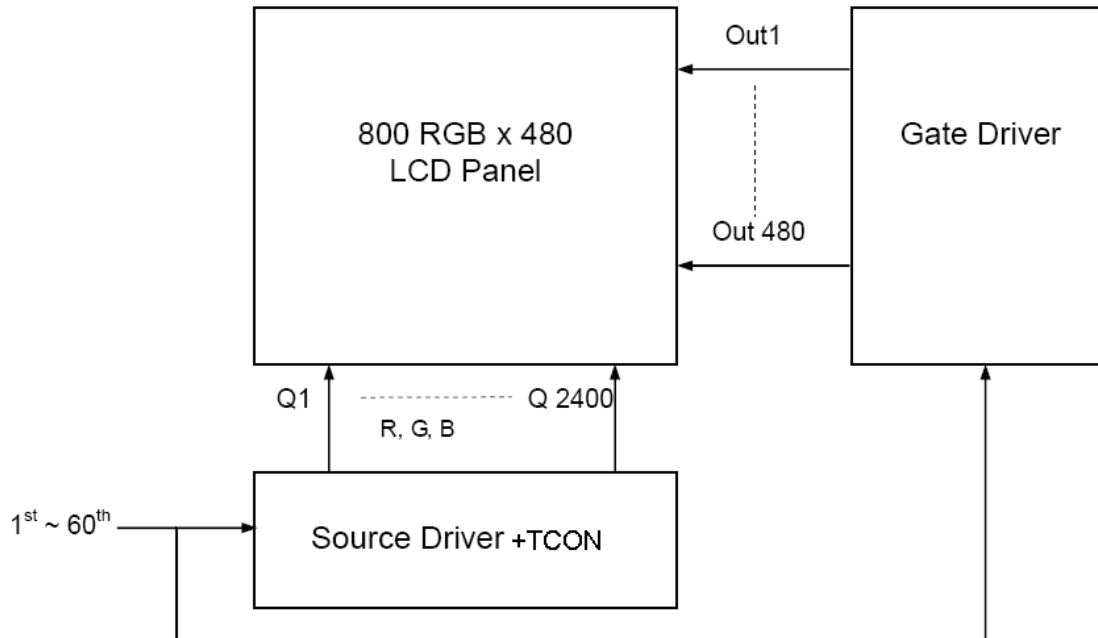 Out1
800 RGB x 480
LCD Panel
Gate Driver
Out 480
Q1
Q 2400
R, G, B
1st ~ 60th
Source Driver +TCON